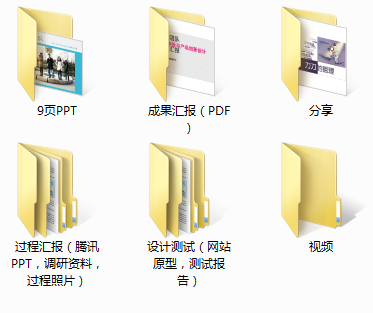 9页PPT
成果汇报（PDF
）
分享
过程汇报（腾讯
PPT，调研资料，
过程照片）
设计测试（网站
原型，测试报
告）
视频